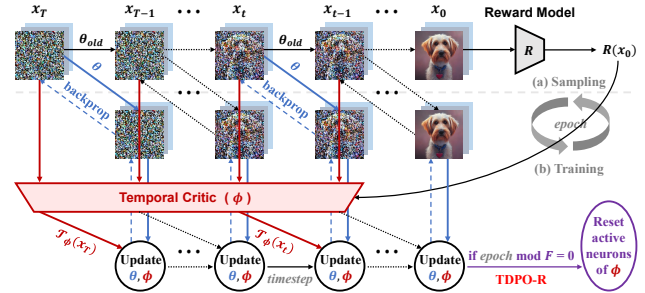 x_T x_{T-1} ... x_t x_{t-1} ... x_0 Reward Model
θ_old θ_old R R(x_0)
θ θ
(a) Sampling
backprop ... backprop ...
epoch
(b) Training
Temporal Critic (ϕ)
𝒯_ϕ(x_T) 𝒯_ϕ(x_t)
Reset
active
neurons
of ϕ
... ...
Update Update Update Update
θ, ϕ θ, ϕ θ, ϕ θ, ϕ
if epoch mod F = 0
timestep
TDPO-R